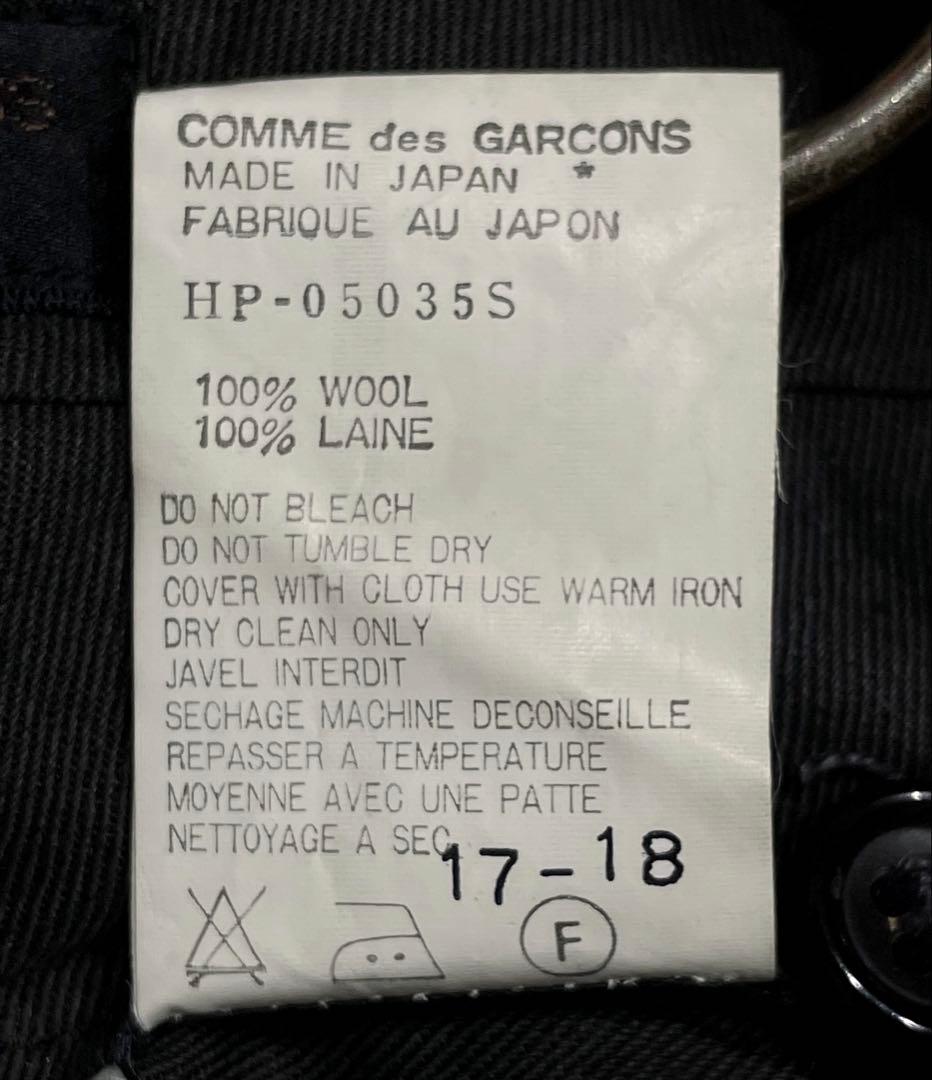 COMME des GARCONS
MADE IN JAPAN *
FABRIQUE AU JAPON
HP-05035S
100% WOOL
100% LAINE
DO NOT BLEACH
DO NOT TUMBLE DRY
COVER WITH CLOTH USE WARM IRON
DRY CLEAN ONLY
JAVEL INTERDIT
SECHAGE MACHINE DECONSEILLE
REPASSER A TEMPERATURE
MOYENNE AVEC UNE PATTE
NETTOYAGE A SEC
17-18
F